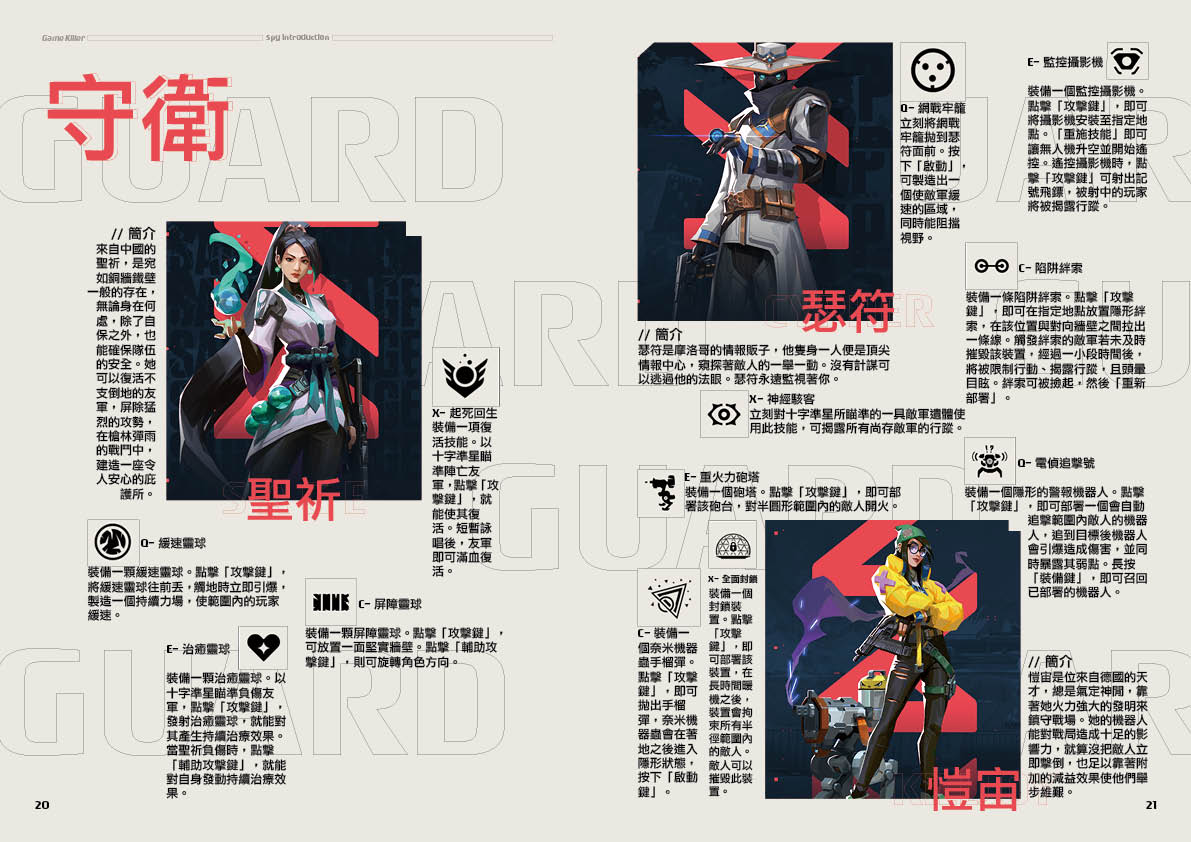 Game Killer
Spy Introduction
守衛
GUARD
// 簡介
來自中國的
聖祈，是宛
如銅牆鐵壁
一般的存在，
無論身在何
處，除了自
保之外，也
能確保隊伍
的安全。她
可以復活不
支倒地的友
軍，屏除猛
烈的攻勢，
在槍林彈雨
的戰鬥中，
建造一座令
人安心的庇
護所。
聖祈
X- 起死回生
裝備一項復
活技能。以
十字準星瞄
準陣亡友
軍，點擊「攻
擊鍵」，就
能使其復
活。短暫詠
唱後，友軍
即可滿血復
活。
Q- 緩速靈球
裝備一顆緩速靈球。點擊「攻擊鍵」，
將緩速靈球往前丟，觸地時立即引爆，
製造一個持續力場，使範圍內的玩家
緩速。
C- 屏障靈球
裝備一顆屏障靈球。點擊「攻擊鍵」，
可放置一面堅實牆壁。點擊「輔助攻
擊鍵」，則可旋轉角色方向。
E- 治癒靈球
裝備一顆治癒靈球。以
十字準星瞄準負傷友
軍，點擊「攻擊鍵」，
發射治癒靈球，就能對
其產生持續治療效果。
當聖祈負傷時，點擊
「輔助攻擊鍵」，就能
對自身發動持續治療效
果。
GUARD
20
GUARD
瑟符
// 簡介
瑟符是摩洛哥的情報販子，他隻身一人便是頂尖
情報中心，窺探著敵人的一舉一動。沒有計謀可
以逃過他的法眼。瑟符永遠監視著你。
Q- 網戰牢籠
立刻將網戰
牢籠拋到瑟
符面前。按
下「啟動」，
可製造出一
個使敵軍緩
速的區域，
同時能阻擋
視野。
E- 監控攝影機
裝備一個監控攝影機。
點擊「攻擊鍵」，即可
將攝影機安裝至指定地
點。「重施技能」即可
讓無人機升空並開始遙
控。遙控攝影機時，點
擊「攻擊鍵」可射出記
號飛鏢，被射中的玩家
將被揭露行蹤。
C- 陷阱絆索
裝備一條陷阱絆索。點擊「攻擊
鍵」，即可在指定地點放置隱形絆
索，在該位置與對向牆壁之間拉出
一條線。觸發絆索的敵軍若未及時
摧毀該裝置，經過一小段時間後，
將被限制行動、揭露行蹤，且頭暈
目眩。絆索可被撿起，然後「重新
部署」。
X- 神經駭客
立刻對十字準星所瞄準的一具敵軍遺體使
用此技能，可揭露所有尚存敵軍的行蹤。
GUARD
E- 重火力砲塔
裝備一個砲塔。點擊「攻擊鍵」，即可部
署該砲台，對半圓形範圍內的敵人開火。
Q- 電偵追擊號
裝備一個隱形的警報機器人。點擊
「攻擊鍵」，即可部署一個會自動
追擊範圍內敵人的機器
人，追到目標後機器人
會引爆造成傷害，並同
時暴露其弱點。長按
「裝備鍵」，即可召回
已部署的機器人。
C- 裝備一
個奈米機器
蟲手榴彈。
點擊「攻擊
鍵」，即可
拋出手榴
彈，奈米機
器蟲會在著
地之後進入
隱形狀態，
按下「啟動
鍵」。
X- 全面封鎖
裝備一個
封鎖裝
置。點擊
「攻擊
鍵」，即
可部署該
裝置，在
長時間暖
機之後，
裝置會拘
束所有半
徑範圍內
的敵人。
敵人可以
摧毀此裝
置。
愷宙
// 簡介
愷宙是位來自德國的天
才，總是氣定神閒，靠
著她火力強大的發明來
鎮守戰場。她的機器人
能對戰局造成十足的影
響力，就算沒把敵人立
即擊倒，也足以靠著附
加的減益效果使他們舉
步維艱。
21